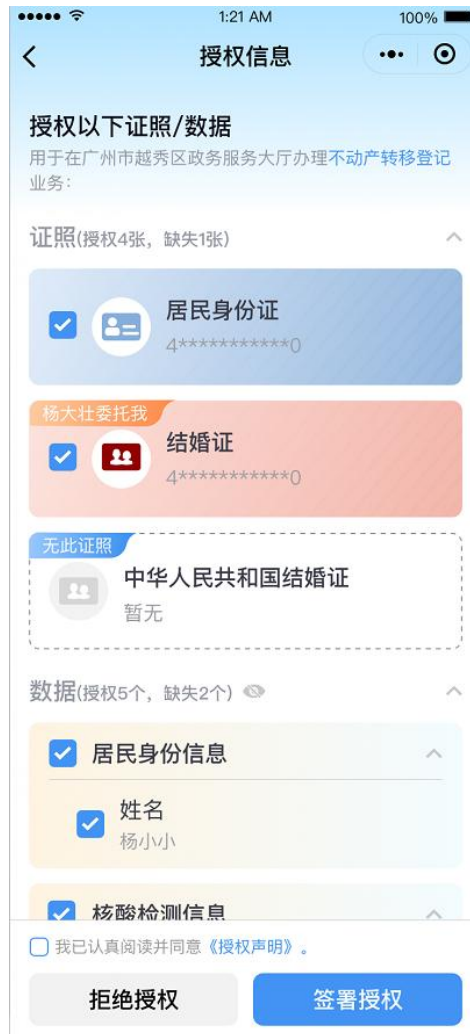 1:21 AM
100%
授权信息
授权以下证照/数据
用于在广州市越秀区政务服务大厅办理不动产转移登记
业务:
证照(授权4张, 缺失1张)
居民身份证
4***********0
杨大壮委托我
结婚证
4***********0
无此证照
中华人民共和国结婚证
暂无
数据(授权5个, 缺失2个)
居民身份信息
姓名
杨小小
核酸检测信息
我已认真阅读并同意《授权声明》。
拒绝授权
签署授权